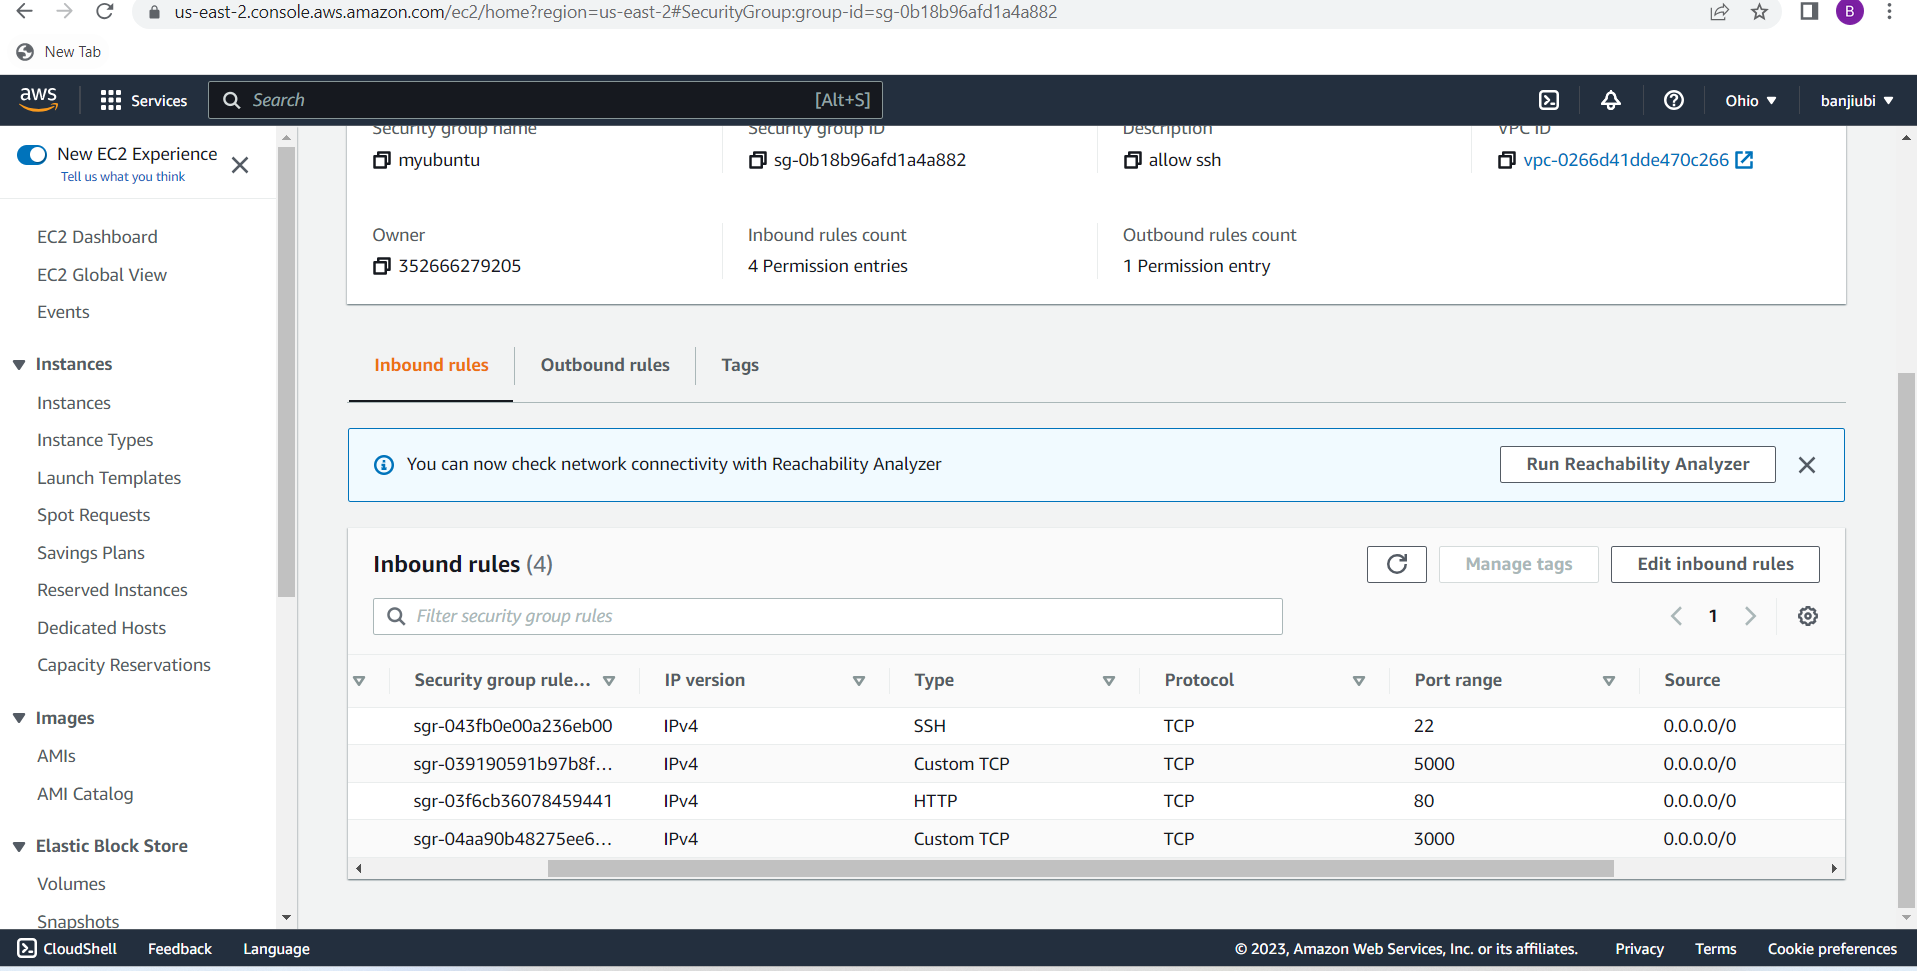 us-east-2.console.aws.amazon.com/ec2/home?region=us-east-2#SecurityGroup:group-id=sg-0b18b96afd1a4a882
B
New Tab
aws
Services
Search
[Alt+S]
Ohio
banjiubi
New EC2 Experience
Tell us what you think
EC2 Dashboard
EC2 Global View
Events
Instances
Instances
Instance Types
Launch Templates
Spot Requests
Savings Plans
Reserved Instances
Dedicated Hosts
Capacity Reservations
Images
AMIs
AMI Catalog
Elastic Block Store
Volumes
Snapshots
Security group name
myubuntu
Security group ID
sg-0b18b96afd1a4a882
Description
allow ssh
VPC ID
vpc-0266d41dde470c266
Owner
352666279205
Inbound rules count
4 Permission entries
Outbound rules count
1 Permission entry
Inbound rules
Outbound rules
Tags
You can now check network connectivity with Reachability Analyzer
Run Reachability Analyzer
Inbound rules (4)
Manage tags
Edit inbound rules
Filter security group rules
1
Security group rule... IP version Type Protocol Port range Source
sgr-043fb0e00a236eb00 IPv4 SSH TCP 22 0.0.0.0/0
sgr-039190591b97b8f... IPv4 Custom TCP TCP 5000 0.0.0.0/0
sgr-03f6cb36078459441 IPv4 HTTP TCP 80 0.0.0.0/0
sgr-04aa90b48275ee6... IPv4 Custom TCP TCP 3000 0.0.0.0/0
CloudShell
Feedback
Language
© 2023, Amazon Web Services, Inc. or its affiliates.
Privacy
Terms
Cookie preferences